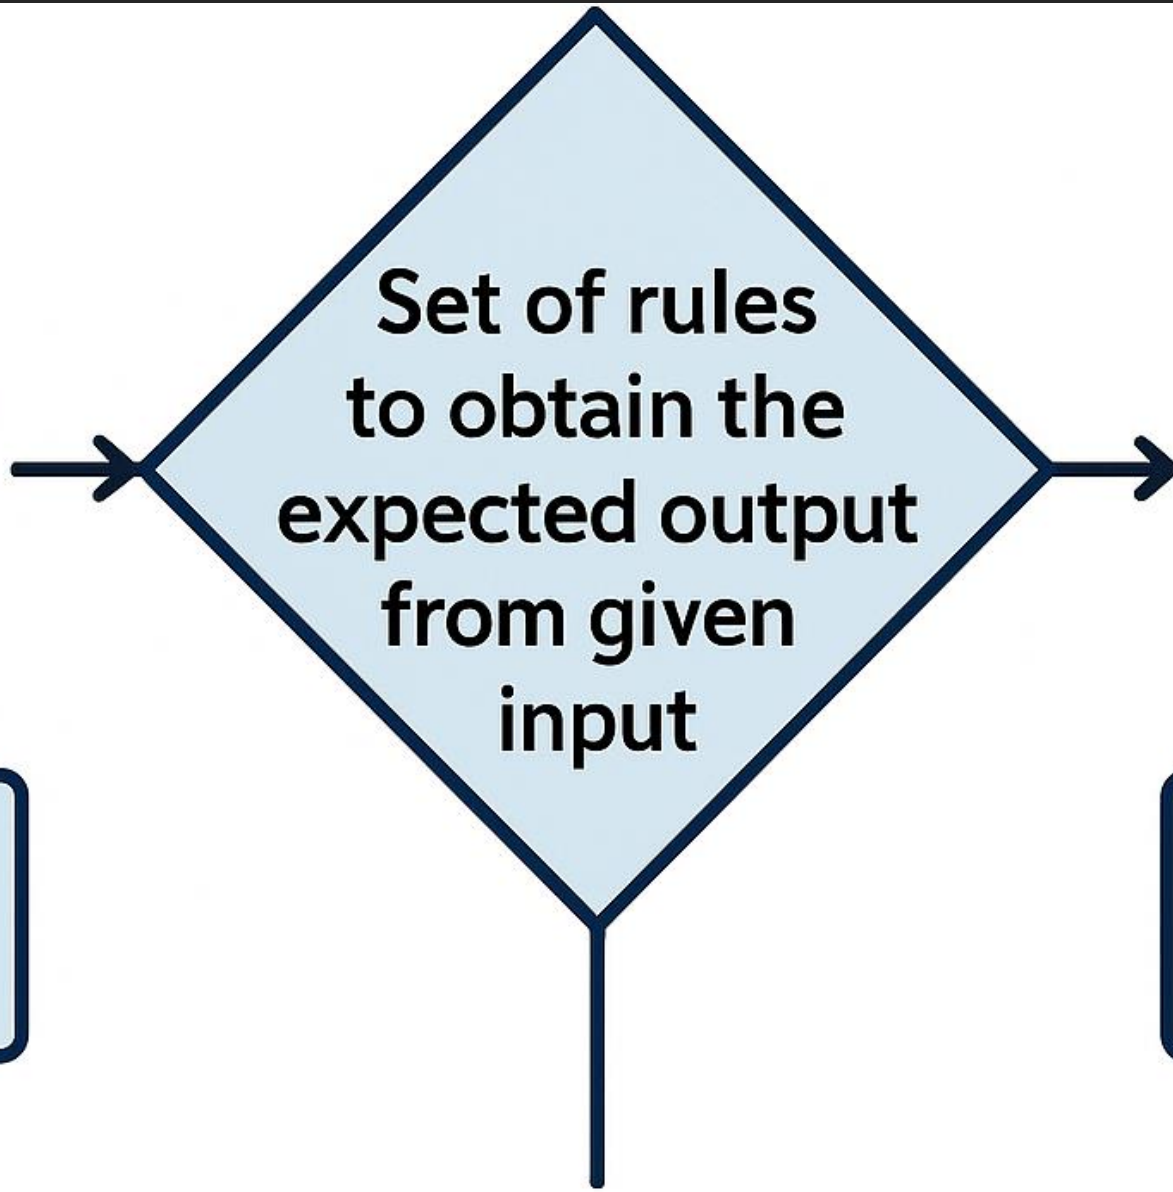 Set of rules
to obtain the
expected output
from given
input